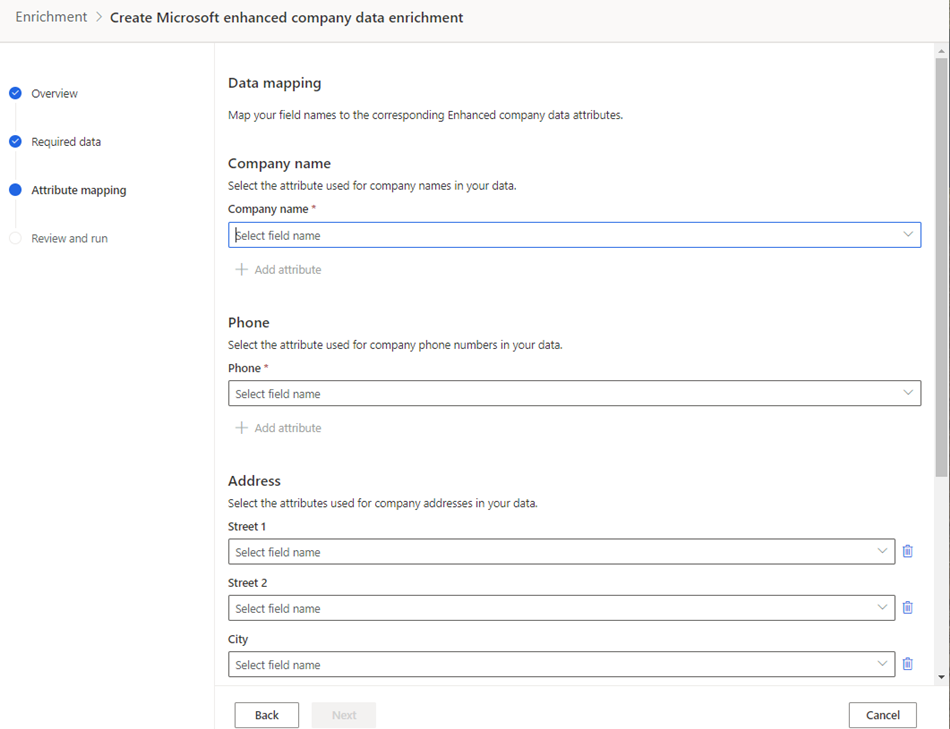 Enrichment > Create Microsoft enhanced company data enrichment
Overview
Required data
Attribute mapping
Review and run
Data mapping
Map your field names to the corresponding Enhanced company data attributes.
Company name
Select the attribute used for company names in your data.
Company name *
Select field name
+ Add attribute
Phone
Select the attribute used for company phone numbers in your data.
Phone *
Select field name
+ Add attribute
Address
Select the attributes used for company addresses in your data.
Street 1
Select field name
Street 2
Select field name
City
Select field name
Back
Next
Cancel